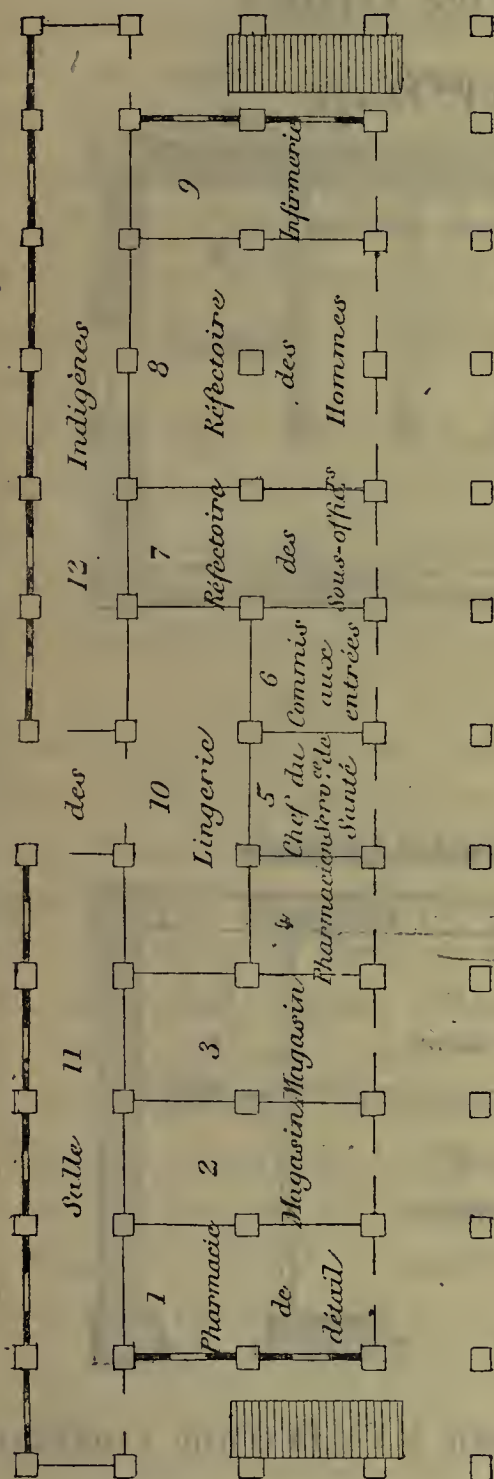 Salle des Indigènes
11
12
1
Pharmacie
de
détail
2
Magasin
3
Magasin
4
Pharmacien
5
Chef du
Serv.ce de
Santé
6
Commis
aux
entrées
10
Lingerie
7
Réfectoire
des
Sous-offers
8
Réfectoire
des
Hommes
9
Infirmerie